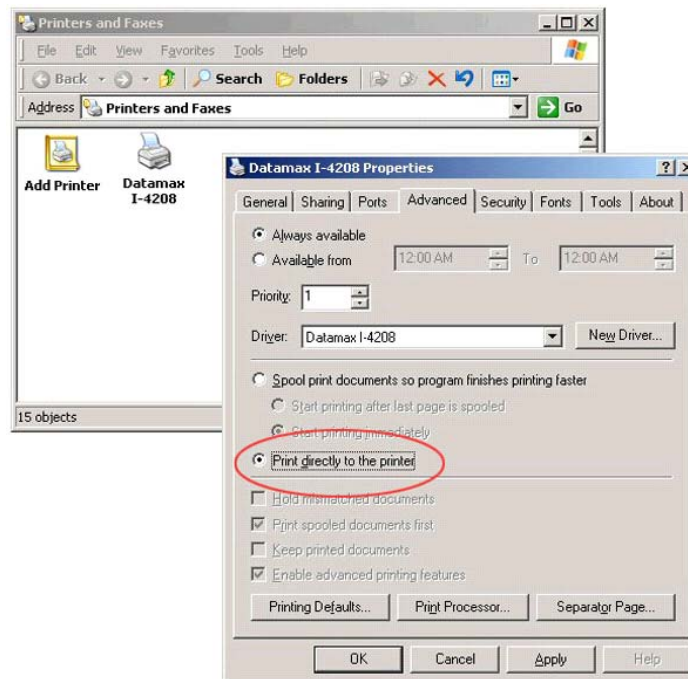 Printers and Faxes
File Edit View Favorites Tools Help
Back Search Folders
Address Printers and Faxes Go
Add Printer
Datamax
I-4208
15 objects
Datamax I-4208 Properties
General Sharing Ports Advanced Security Fonts Tools About
Always available
Available from 12:00 AM To 12:00 AM
Priority: 1
Driver: Datamax I-4208 New Driver...
Spool print documents so program finishes printing faster
Start printing after last page is spooled
Start printing immediately
Print directly to the printer
Hold mismatched documents
Print spooled documents first
Keep printed documents
Enable advanced printing features
Printing Defaults... Print Processor... Separator Page...
OK Cancel Apply Help